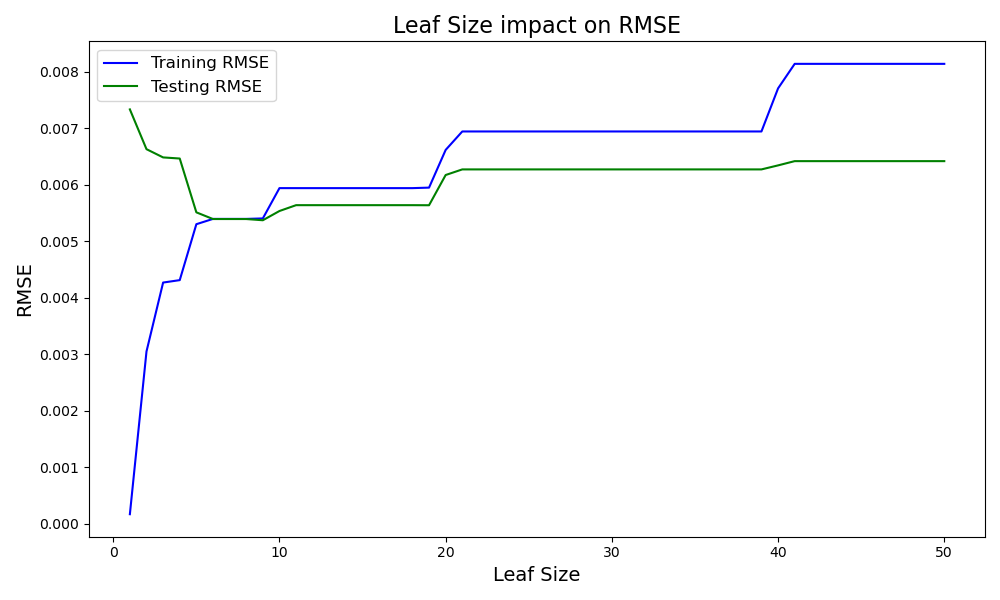 Leaf Size impact on RMSE
Training RMSE
Testing RMSE
RMSE
0.008
0.007
0.006
0.005
0.004
0.003
0.002
0.001
0.000
0 10 20 30 40 50
Leaf Size